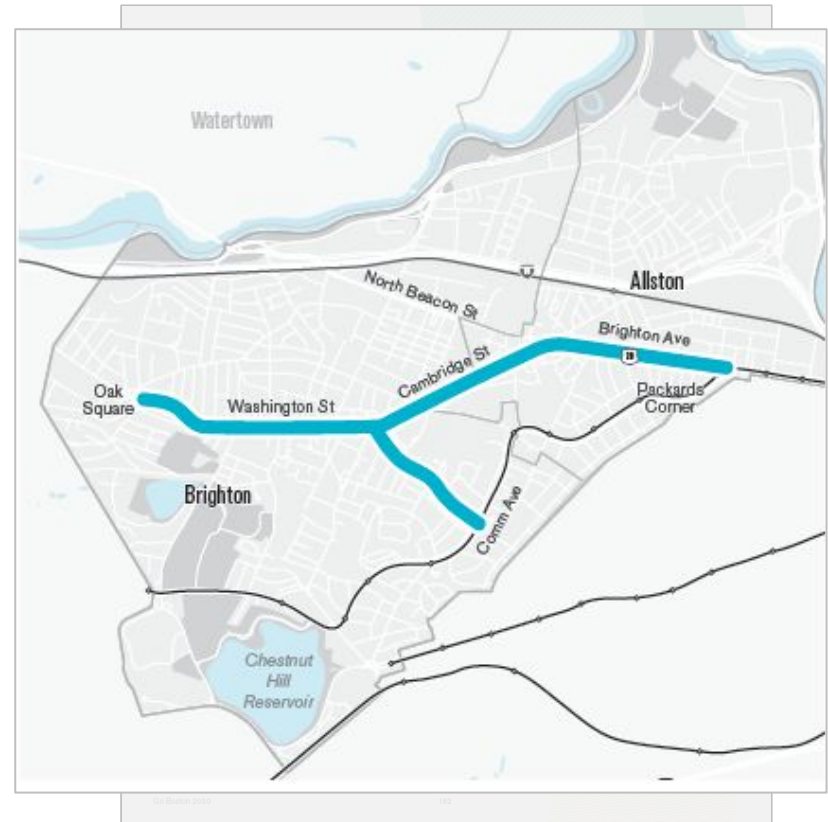 Watertown
North Beacon St
Allston
Brighton Ave
20
Cambridge St
Packards
Corner
Oak
Square
Washington St
Brighton
Comm Ave
Chestnut
Hill
Reservoir